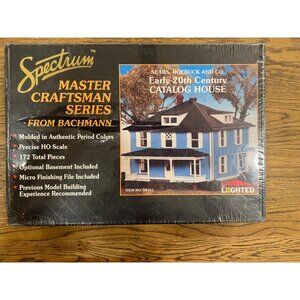 Spectrum™
MASTER
CRAFTSMAN
SERIES
FROM BACHMANN
• Molded in Authentic Period Colors
• Precise HO Scale
• 172 Total Pieces
• Optional Basement Included
• Micro Finishing File Included
• Previous Model Building
Experience Recommended
SEARS, ROEBUCK AND CO.
Early 20th Century
CATALOG HOUSE
LIGHTED